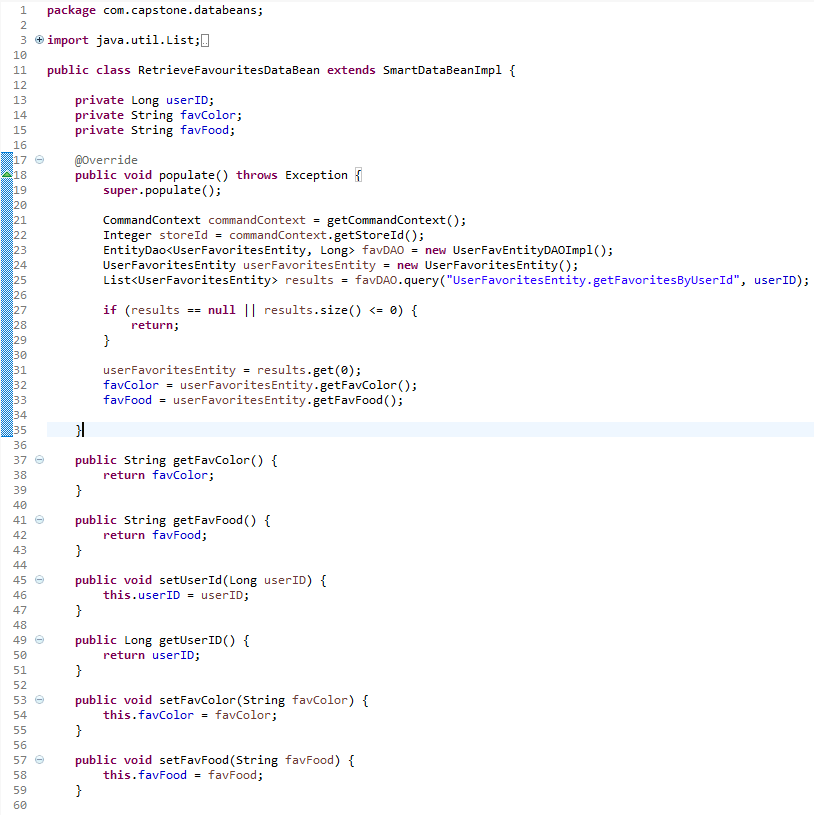 1 package com.capstone.databeans;
2
3 import java.util.List;
10
11 public class RetrieveFavouritesDataBean extends SmartDataBeanImpl {
12
13     private Long userID;
14     private String favColor;
15     private String favFood;
16
17     @Override
18     public void populate() throws Exception {
19         super.populate();
20
21         CommandContext commandContext = getCommandContext();
22         Integer storeId = commandContext.getStoreId();
23         EntityDao<UserFavoritesEntity, Long> favDAO = new UserFavEntityDAOImpl();
24         UserFavoritesEntity userFavoritesEntity = new UserFavoritesEntity();
25         List<UserFavoritesEntity> results = favDAO.query("UserFavoritesEntity.getFavoritesByUserId", userID);
26
27         if (results == null || results.size() <= 0) {
28             return;
29         }
30
31         userFavoritesEntity = results.get(0);
32         favColor = userFavoritesEntity.getFavColor();
33         favFood = userFavoritesEntity.getFavFood();
34
35     }
36
37     public String getFavColor() {
38         return favColor;
39     }
40
41     public String getFavFood() {
42         return favFood;
43     }
44
45     public void setUserId(Long userID) {
46         this.userID = userID;
47     }
48
49     public Long getUserID() {
50         return userID;
51     }
52
53     public void setFavColor(String favColor) {
54         this.favColor = favColor;
55     }
56
57     public void setFavFood(String favFood) {
58         this.favFood = favFood;
59     }
60